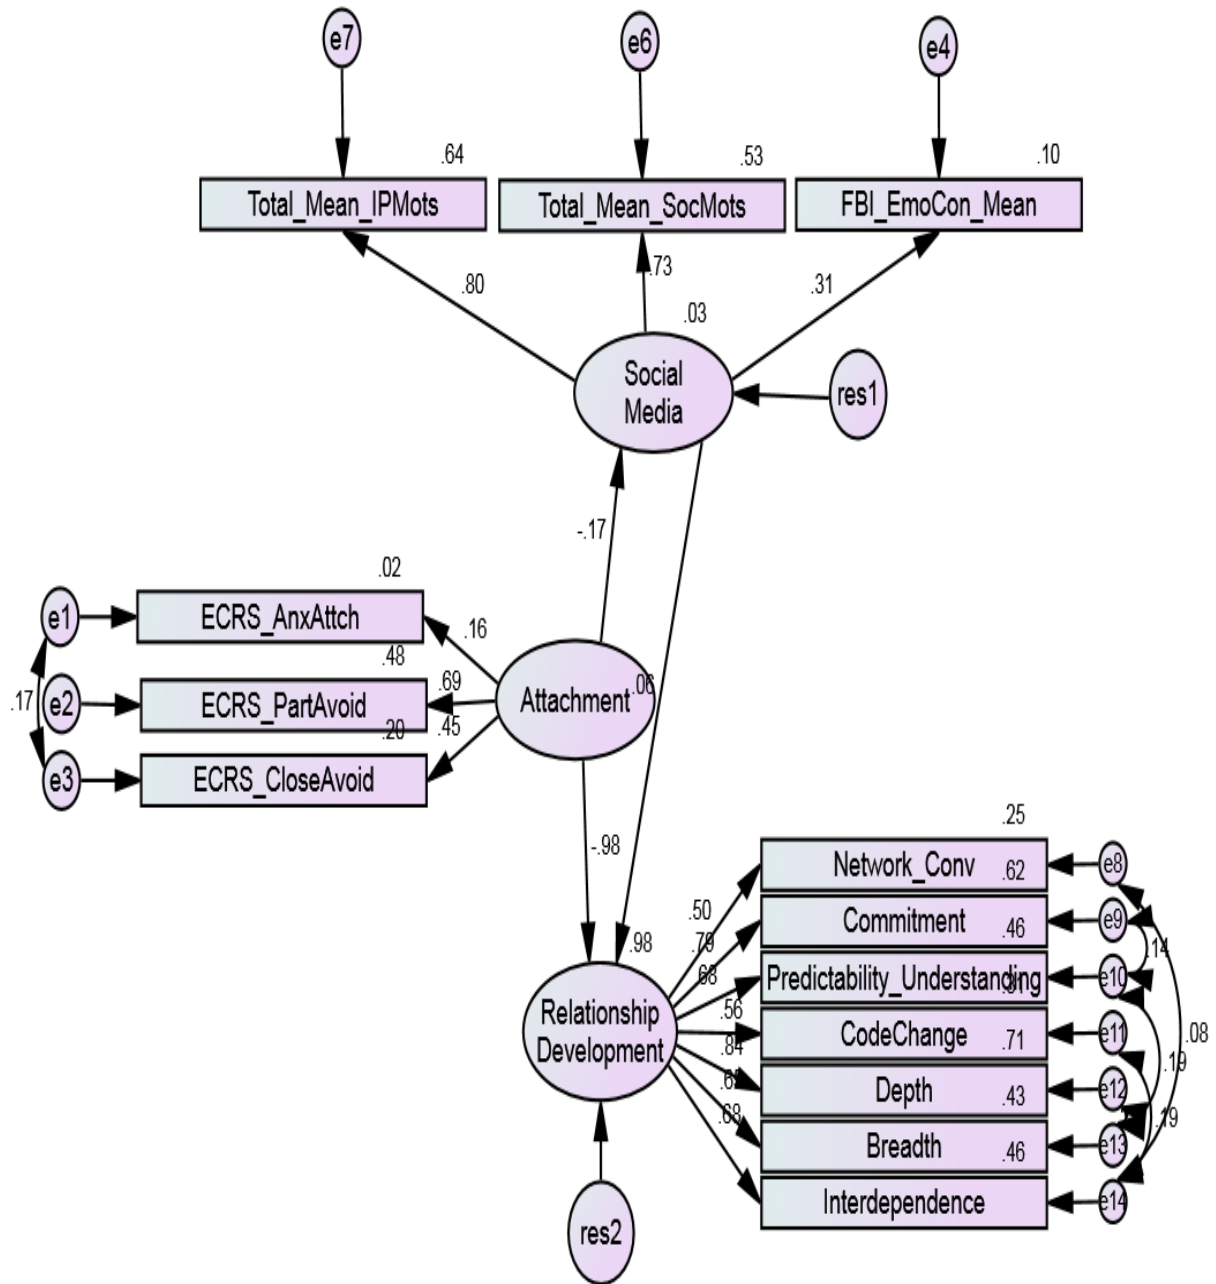 e7
e6
e4
.64
.53
.10
Total_Mean_IPMots
Total_Mean_SocMots
FBI_EmoCon_Mean
.80
.73
.31
.03
Social
Media
res1
-.17
.02
e1
ECRS_AnxAttch
.16
.48
.17
e2
ECRS_PartAvoid
.69
Attachment
.06
.20
.45
e3
ECRS_CloseAvoid
-.98
.25
Network_Conv
.62
e8
.50
Commitment
.46
e9
.79
.98
.14
.68
Predictability_Understanding
e10
Relationship
Development
.56
CodeChange
.71
e11
.08
.84
.19
Depth
.43
e12
.68
.19
Breadth
.46
e13
Interdependence
e14
res2